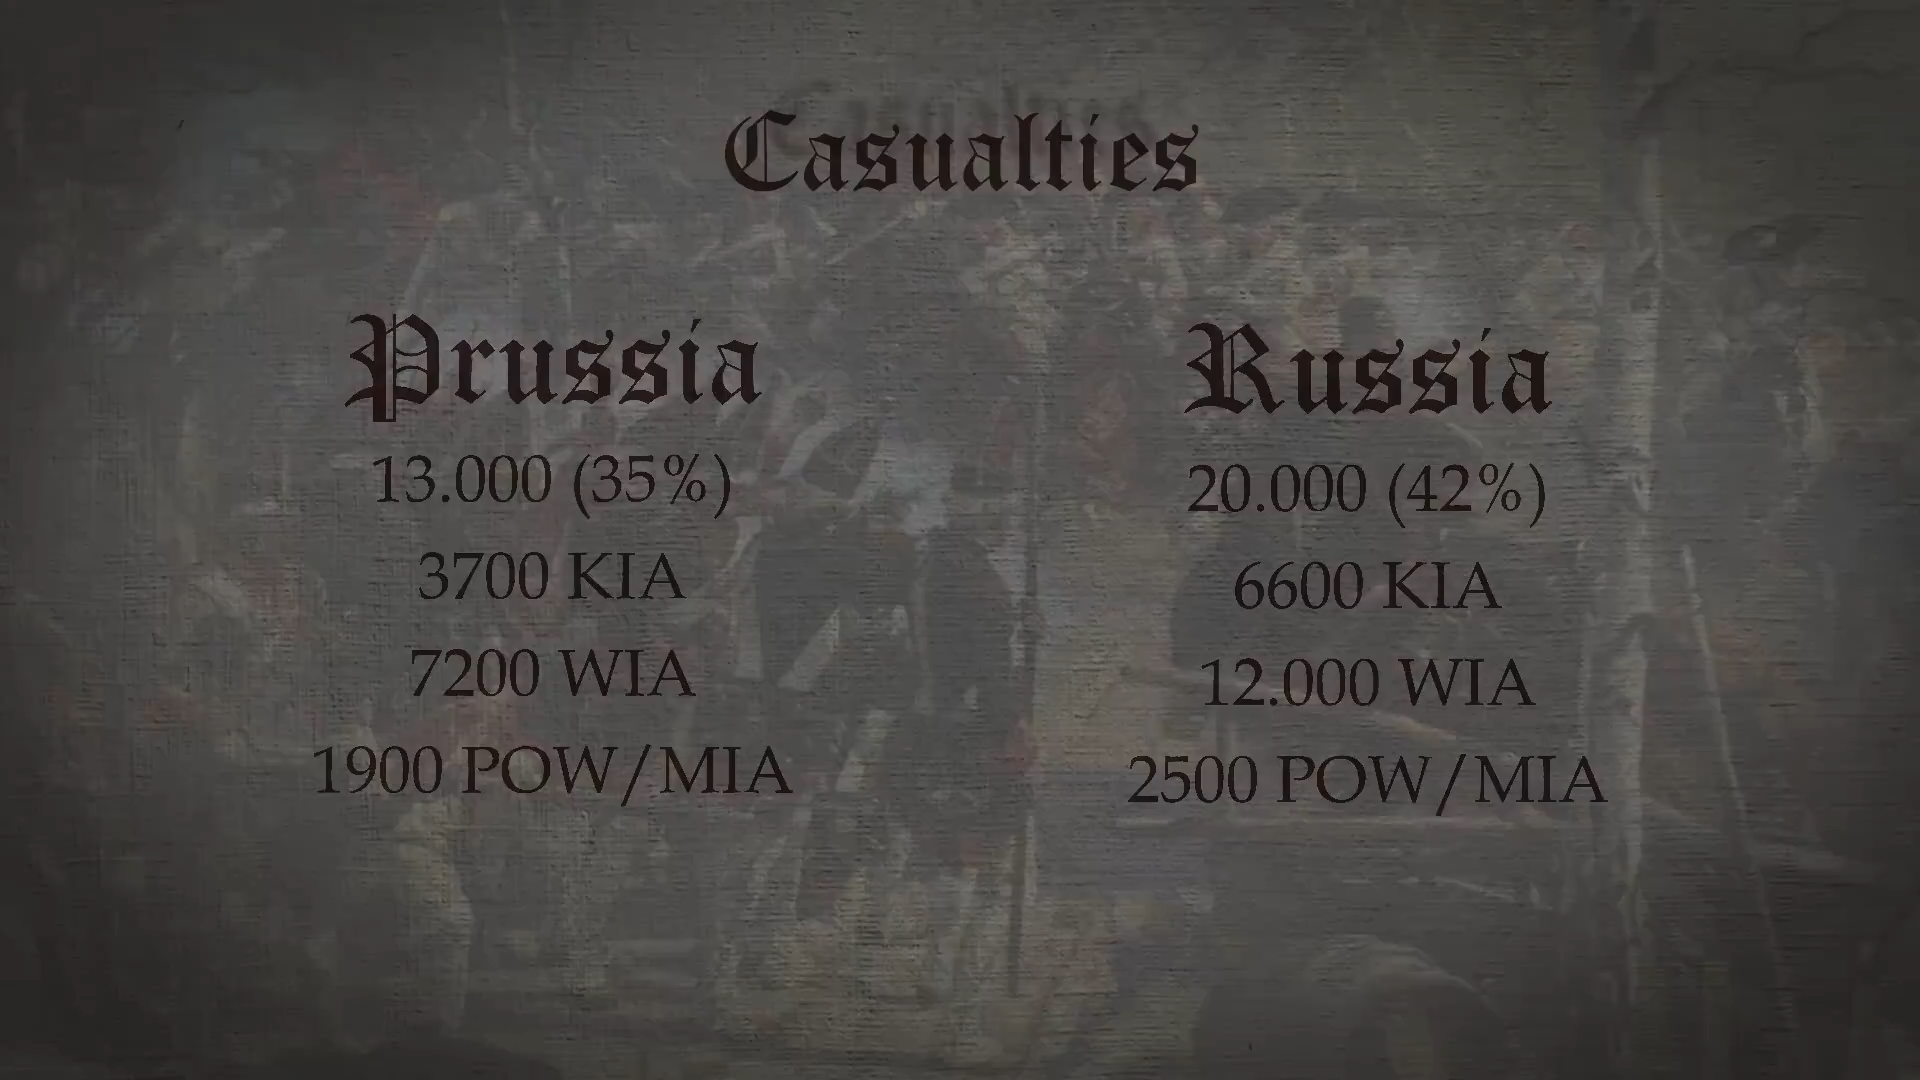 Casualties
Prussia
13.000 (35%)
3700 KIA
7200 WIA
1900 POW/MIA
Russia
20.000 (42%)
6600 KIA
12.000 WIA
2500 POW/MIA